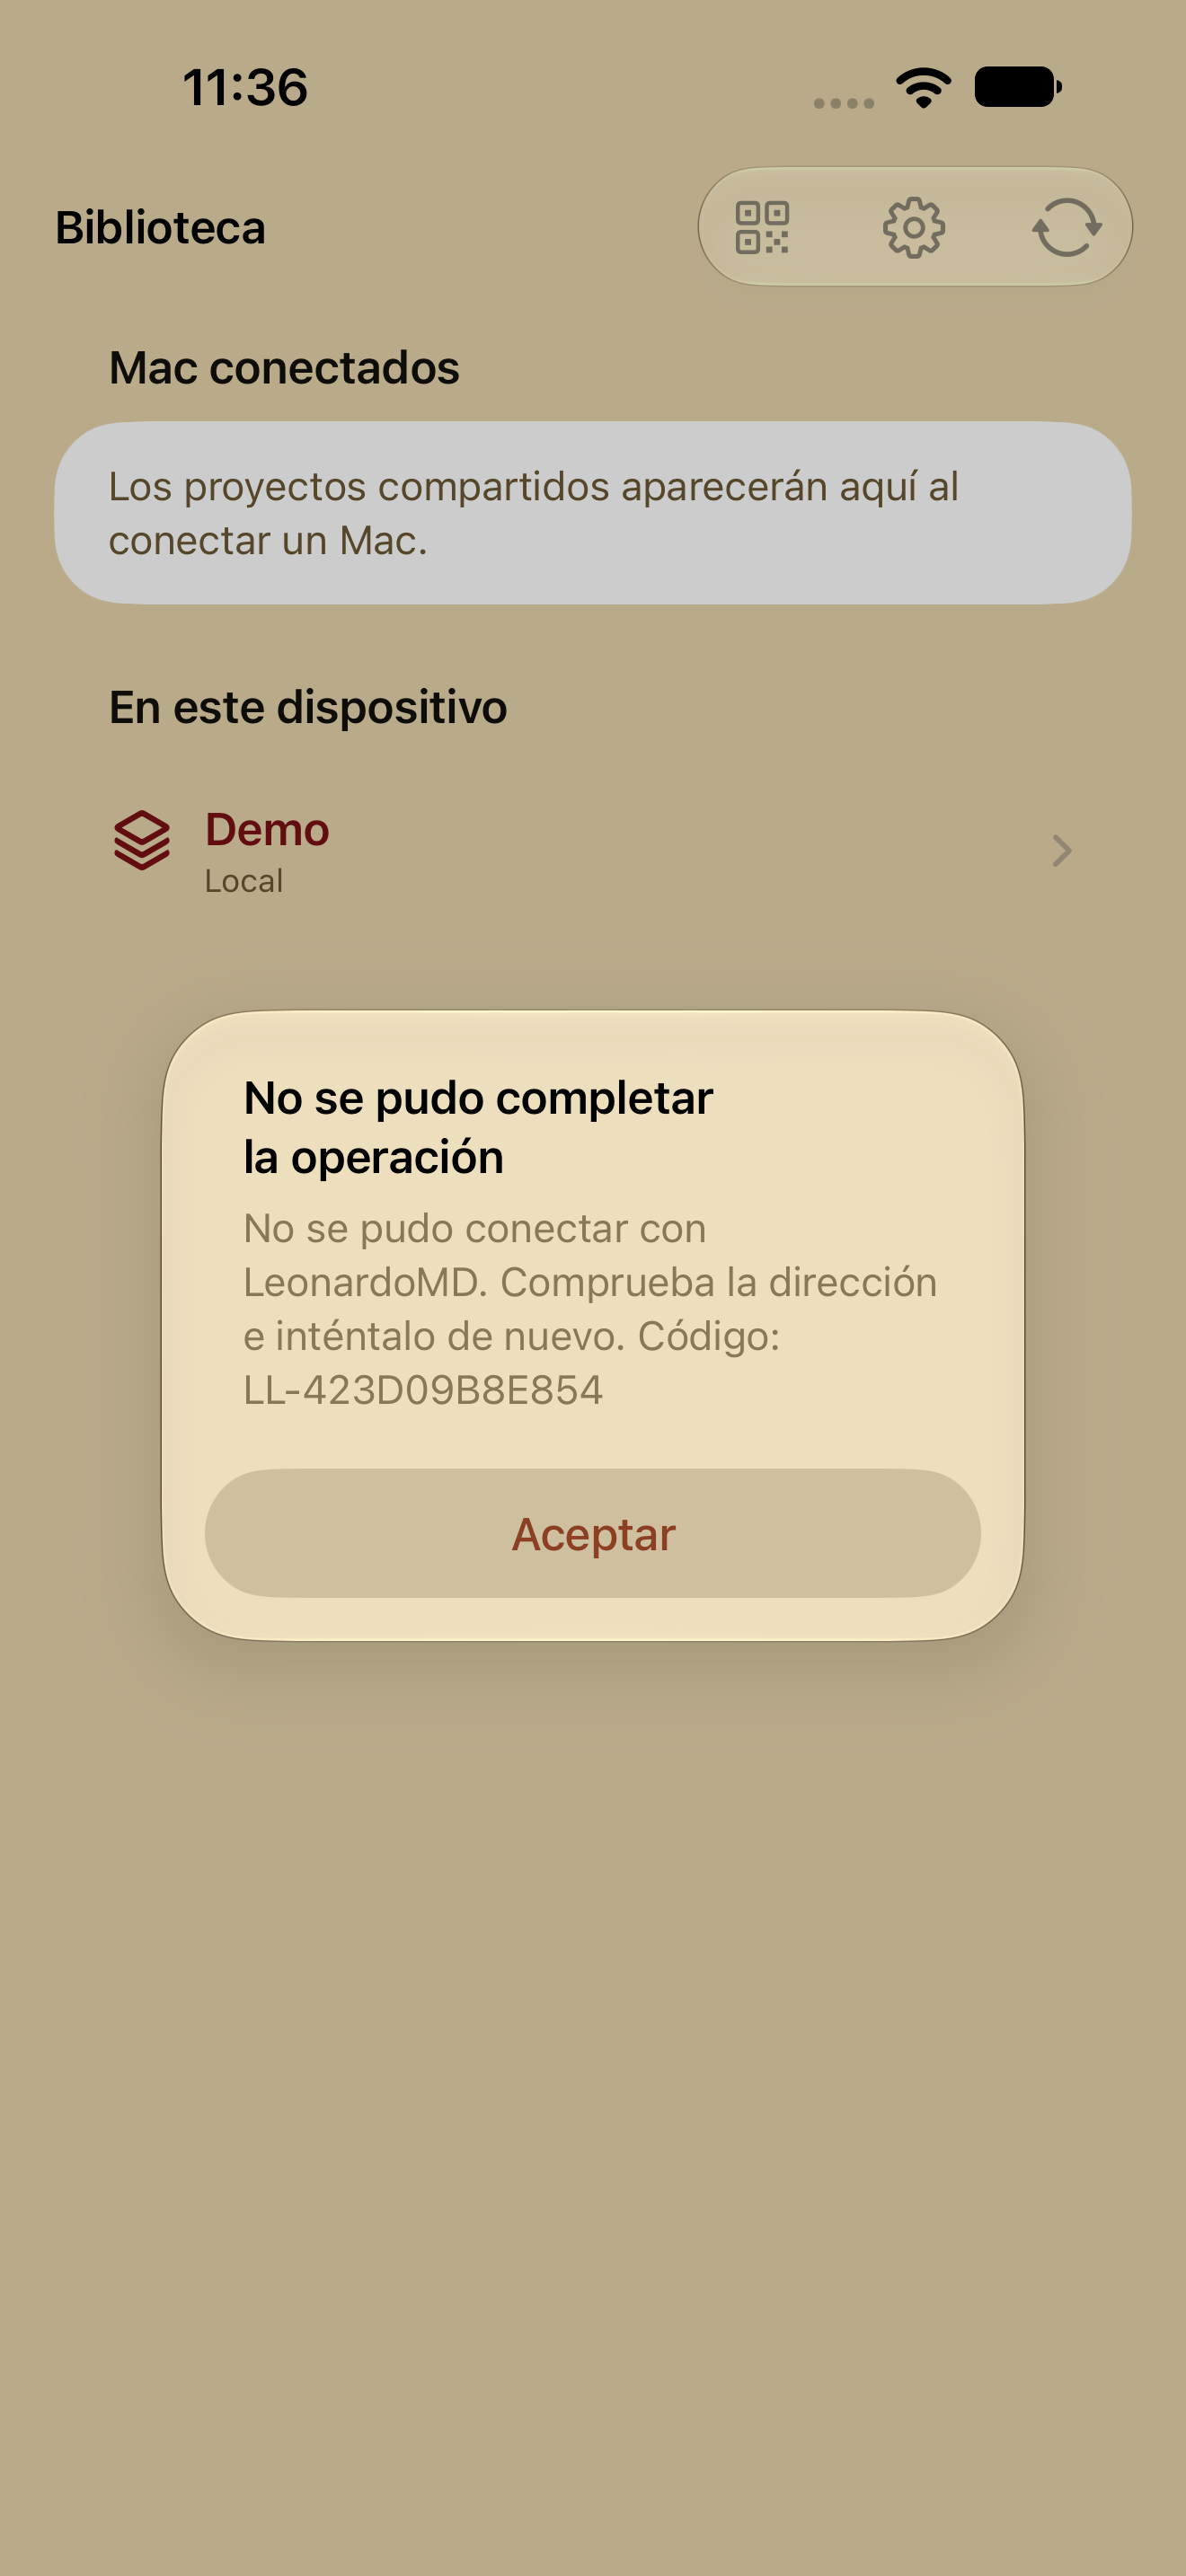 11:36
Biblioteca
Mac conectados
Los proyectos compartidos aparecerán aquí al
conectar un Mac.
En este dispositivo
Demo
Local
No se pudo completar
la operación
No se pudo conectar con
LeonardoMD. Comprueba la dirección
e inténtalo de nuevo. Código:
LL-423D09B8E854
Aceptar